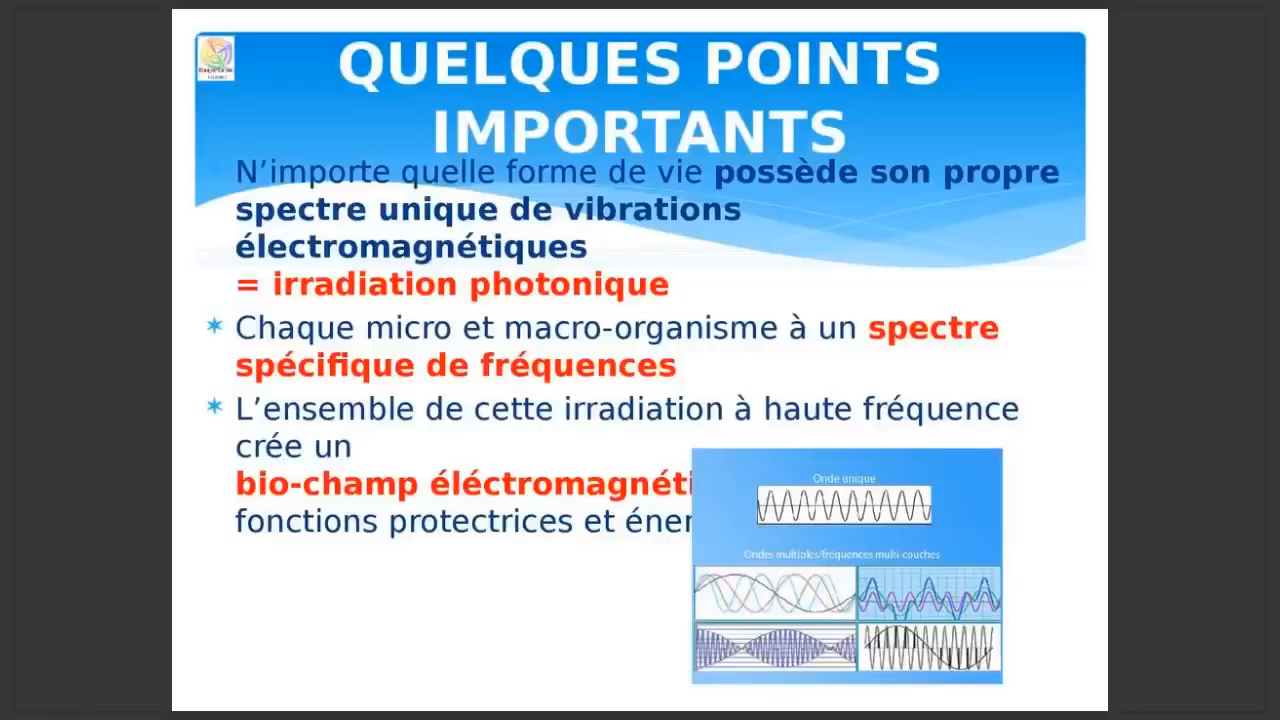 QUELQUES POINTS
IMPORTANTS
N’importe quelle forme de vie possède son propre
spectre unique de vibrations
électromagnétiques
= irradiation photonique
Chaque micro et macro-organisme à un spectre
spécifique de fréquences
L’ensemble de cette irradiation à haute fréquence
crée un
bio-champ éléctromagnéti
fonctions protectrices et éner
Onde unique
Ondes multiples/fréquences multi couches